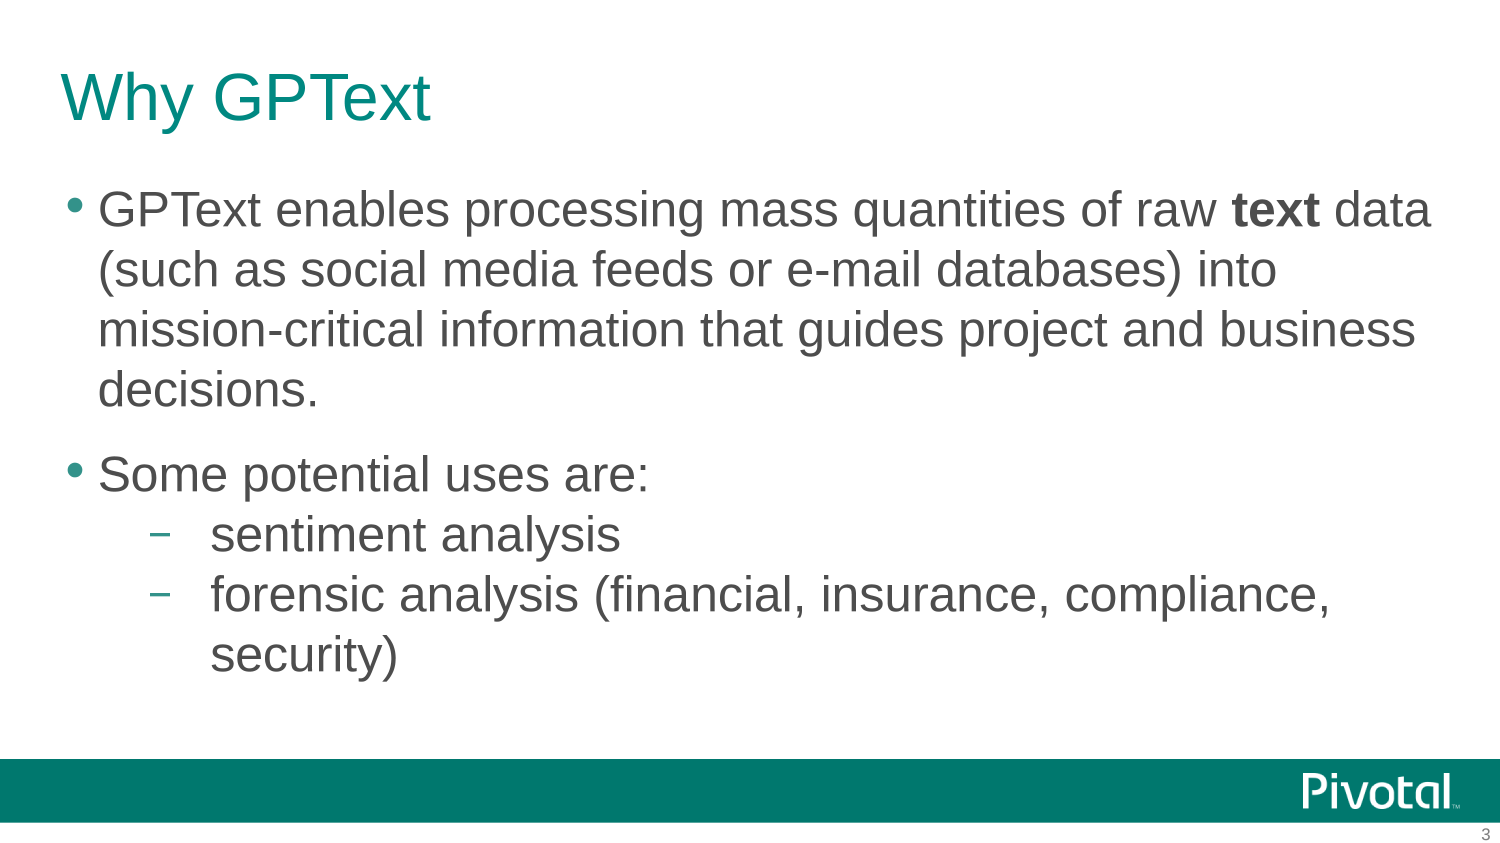 Why GPText
• GPText enables processing mass quantities of raw text data
(such as social media feeds or e-mail databases) into
mission-critical information that guides project and business
decisions.
• Some potential uses are:
– sentiment analysis
– forensic analysis (financial, insurance, compliance,
security)
Pivotal™
3